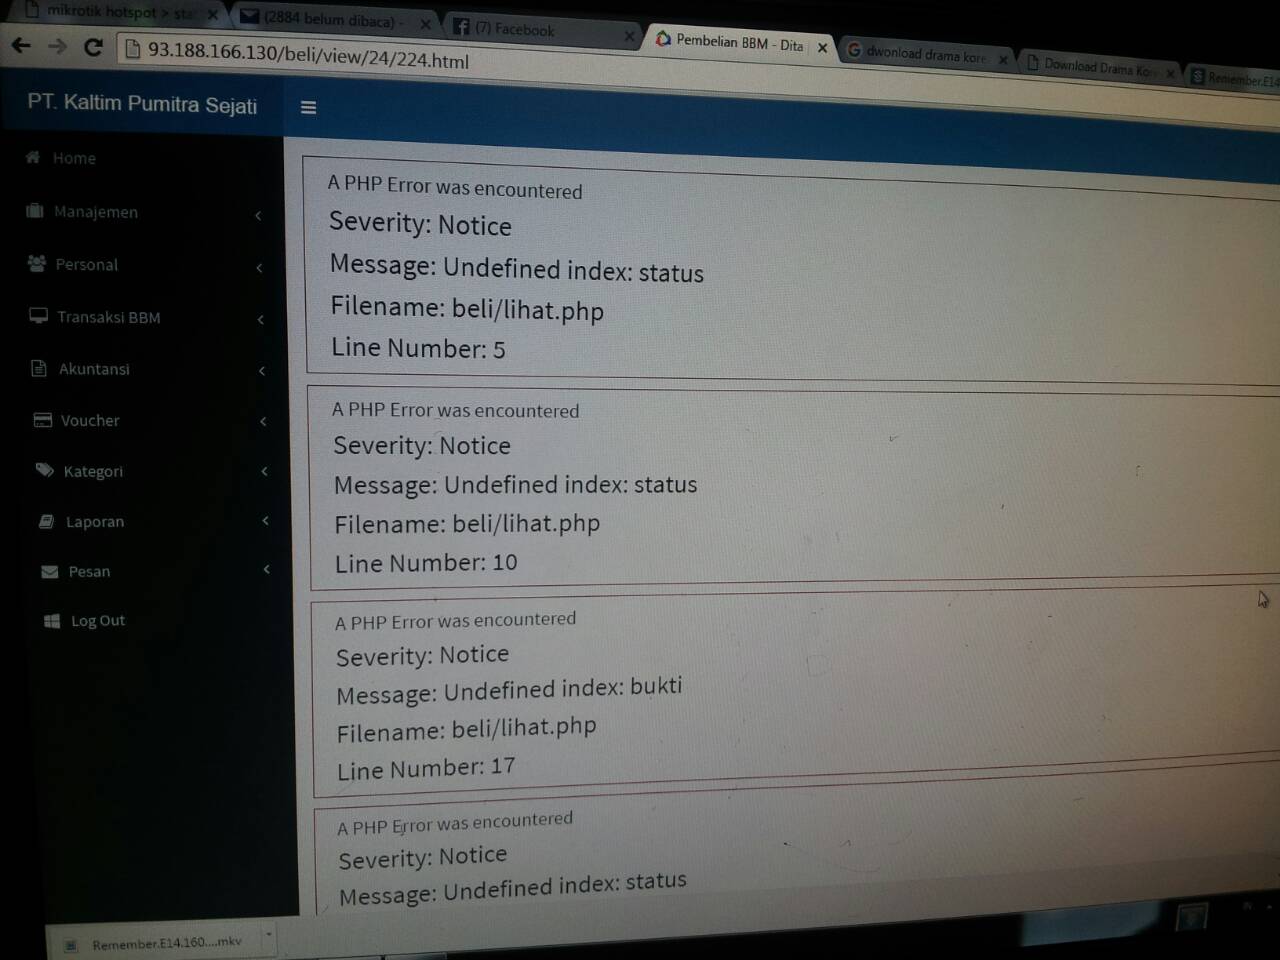 mikrotik hotspot > sta
(2884 belum dibaca) -
(7) Facebook
Pembelian BBM - Dita
dwonload drama kore
Download Drama Kor
Remember.E14
93.188.166.130/beli/view/24/224.html
PT. Kaltim Pumitra Sejati
Home
Manajemen
Personal
Transaksi BBM
Akuntansi
Voucher
Kategori
Laporan
Pesan
Log Out
A PHP Error was encountered
Severity: Notice
Message: Undefined index: status
Filename: beli/lihat.php
Line Number: 5
A PHP Error was encountered
Severity: Notice
Message: Undefined index: status
Filename: beli/lihat.php
Line Number: 10
A PHP Error was encountered
Severity: Notice
Message: Undefined index: bukti
Filename: beli/lihat.php
Line Number: 17
A PHP Error was encountered
Severity: Notice
Message: Undefined index: status
Remember.E14.160....mkv